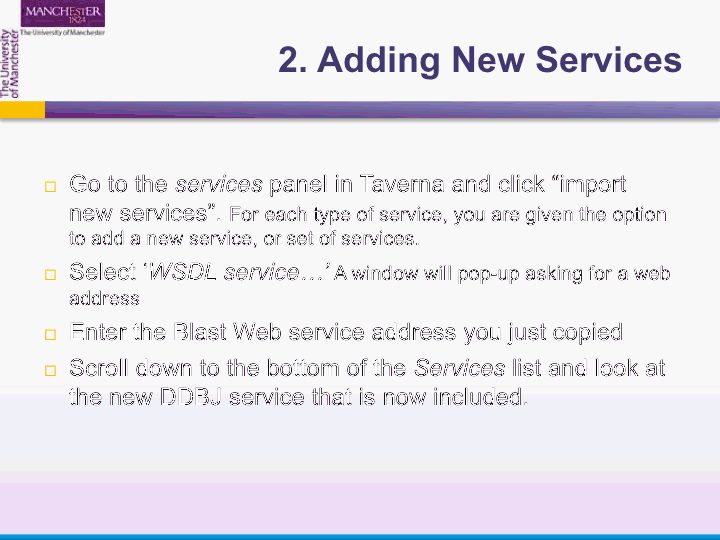 MANCHESTER
1824
The University of Manchester
The University
of Manchester
2. Adding New Services
Go to the services panel in Taverna and click “import
new services”. For each type of service, you are given the option
to add a new service, or set of services.
Select ‘WSDL service…’ A window will pop-up asking for a web
address
Enter the Blast Web service address you just copied
Scroll down to the bottom of the Services list and look at
the new DDBJ service that is now included.